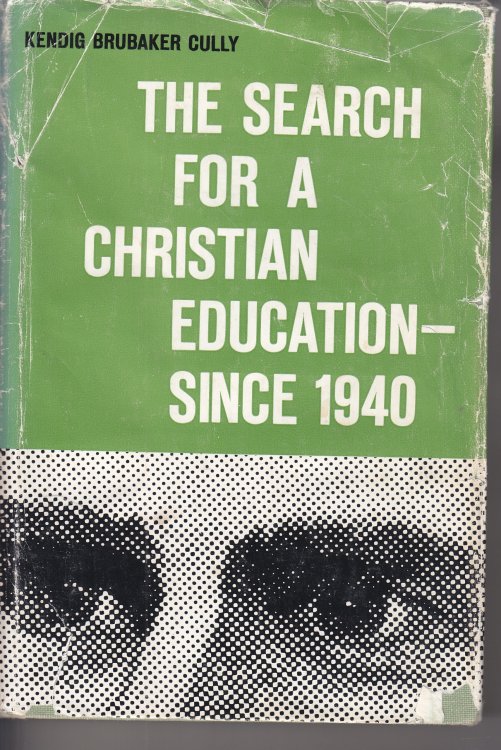 KENDIG BRUBAKER CULLY
THE SEARCH
FOR A
CHRISTIAN
EDUCATION—
SINCE 1940